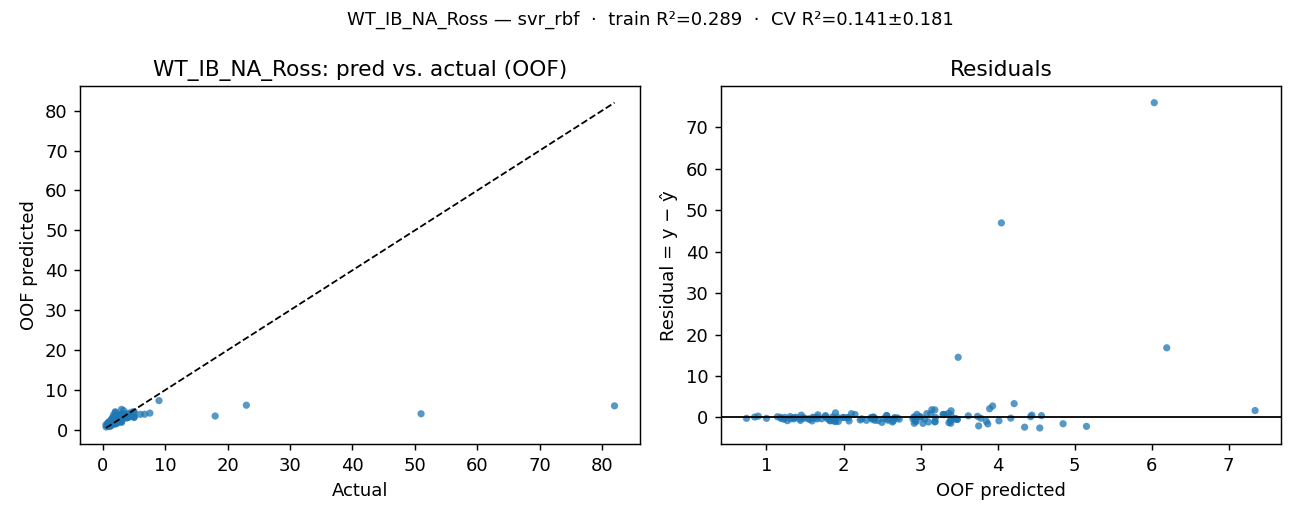 WT_IB_NA_Ross — svr_rbf · train R²=0.289 · CV R²=0.141±0.181
WT_IB_NA_Ross: pred vs. actual (OOF)
OOF predicted
80
70
60
50
40
30
20
10
0
0 10 20 30 40 50 60 70 80
Actual
Residuals
Residual = y − ŷ
70
60
50
40
30
20
10
0
1 2 3 4 5 6 7
OOF predicted